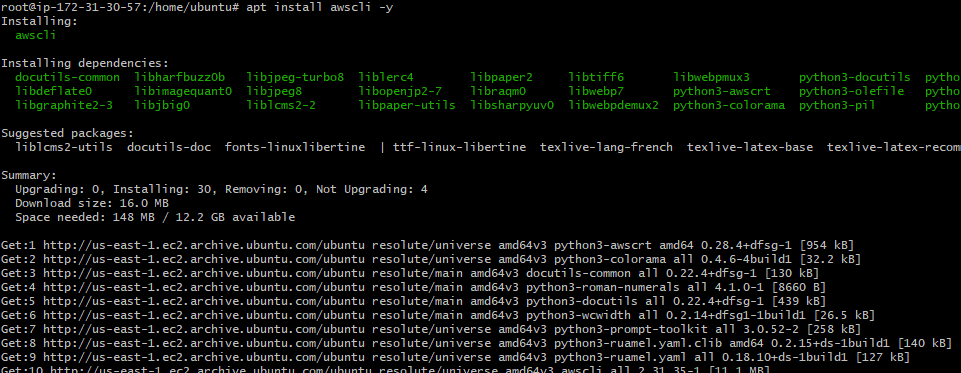 root@ip-172-31-30-57:/home/ubuntu# apt install awscli -y
Installing:
  awscli

Installing dependencies:
  docutils-common  libharfbuzz0b    libjpeg-turbo8  liblerc4      libpaper2     libtiff6      libwebpmux3       python3-docutils  pytho
  libdeflate0      libimagequant0   libjpeg8        libopenjp2-7  libraqm0      libwebp7      python3-awscrt    python3-olefile   pytho
  libgraphite2-3   libjbig0         liblcms2-2      libpaper-utils  libsharpyuv0  libwebpdemux2  python3-colorama  python3-pil       pytho

Suggested packages:
  liblcms2-utils  docutils-doc  fonts-linuxlibertine  | ttf-linux-libertine  texlive-lang-french  texlive-latex-base  texlive-latex-recom

Summary:
  Upgrading: 0, Installing: 30, Removing: 0, Not Upgrading: 4
  Download size: 16.0 MB
  Space needed: 148 MB / 12.2 GB available

Get:1 http://us-east-1.ec2.archive.ubuntu.com/ubuntu resolute/universe amd64v3 python3-awscrt amd64 0.28.4+dfsg-1 [954 kB]
Get:2 http://us-east-1.ec2.archive.ubuntu.com/ubuntu resolute/universe amd64v3 python3-colorama all 0.4.6-4build1 [32.2 kB]
Get:3 http://us-east-1.ec2.archive.ubuntu.com/ubuntu resolute/main amd64v3 docutils-common all 0.22.4+dfsg-1 [130 kB]
Get:4 http://us-east-1.ec2.archive.ubuntu.com/ubuntu resolute/main amd64v3 python3-roman-numerals all 4.1.0-1 [8660 B]
Get:5 http://us-east-1.ec2.archive.ubuntu.com/ubuntu resolute/main amd64v3 python3-docutils all 0.22.4+dfsg-1 [439 kB]
Get:6 http://us-east-1.ec2.archive.ubuntu.com/ubuntu resolute/main amd64v3 python3-wcwidth all 0.2.14+dfsg1-1build1 [26.5 kB]
Get:7 http://us-east-1.ec2.archive.ubuntu.com/ubuntu resolute/universe amd64v3 python3-prompt-toolkit all 3.0.52-2 [258 kB]
Get:8 http://us-east-1.ec2.archive.ubuntu.com/ubuntu resolute/universe amd64v3 python3-ruamel.yaml.clib amd64 0.2.15+ds-1build1 [140 kB]
Get:9 http://us-east-1.ec2.archive.ubuntu.com/ubuntu resolute/universe amd64v3 python3-ruamel.yaml all 0.18.10+ds-1build1 [127 kB]
Get:10 http://us-east-1.ec2.archive.ubuntu.com/ubuntu resolute/universe amd64v3 awscli all 2.31.35-1 [11.1 MB]